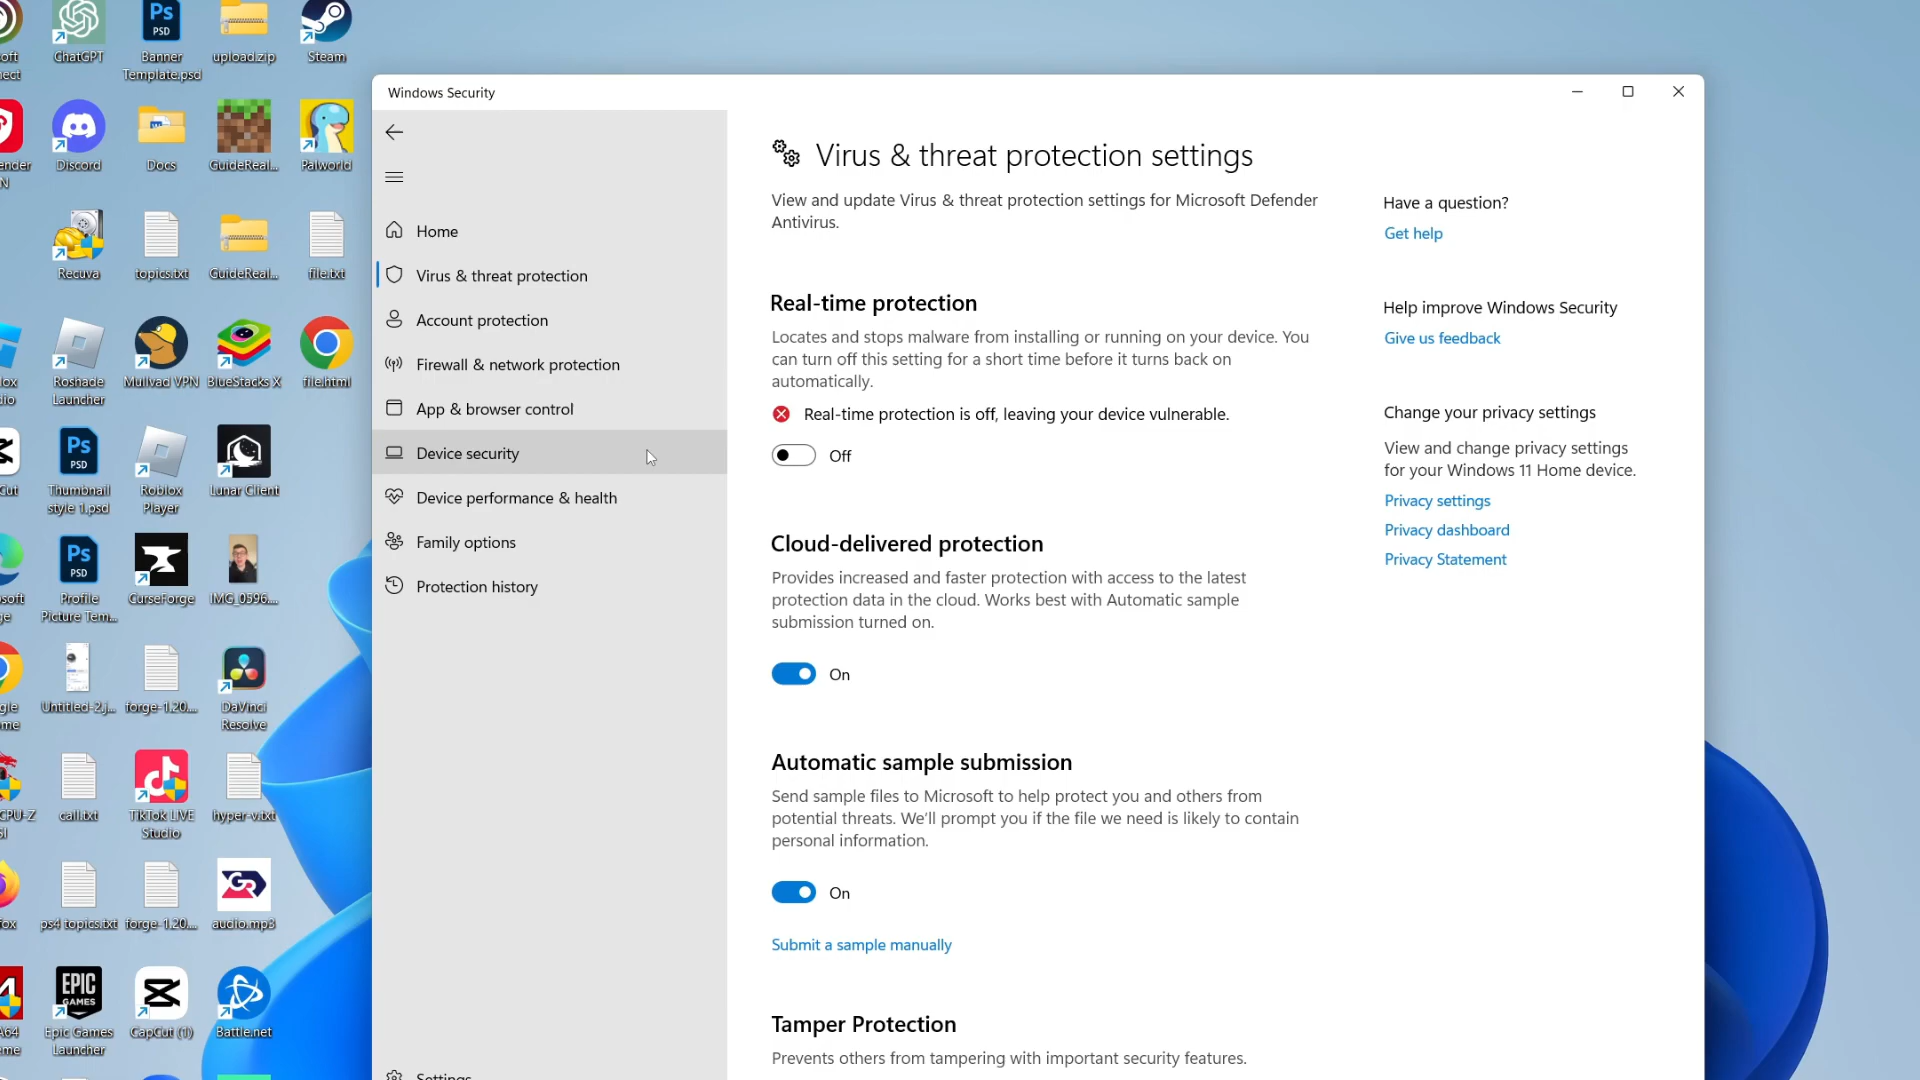 ChatGPT
Ps
PSD
Banner
Template.psd
upload.zip
Steam
Discord
Docs
GuideReal...
Palworld
Recuva
topics.txt
GuideReal...
file.txt
Roshade
Launcher
Mullvad VPN
BlueStacks X
file.html
Ps
PSD
Thumbnail
style 1.psd
Roblox
Player
Lunar Client
Ps
PSD
Profile
Picture Tem...
CurseForge
IMG_0596....
Untitled-2.j...
forge-1.20....
DaVinci
Resolve
CPU-Z
call.txt
TikTok LIVE
Studio
hyper-v.txt
ps4 topics.txt
forge-1.20....
GR
audio.mp3
EPIC
GAMES
Epic Games
Launcher
CapCut (1)
Battle.net
Windows Security
Home
Virus & threat protection
Account protection
Firewall & network protection
App & browser control
Device security
Device performance & health
Family options
Protection history
Settings
Virus & threat protection settings
View and update Virus & threat protection settings for Microsoft Defender
Antivirus.
Real-time protection
Locates and stops malware from installing or running on your device. You
can turn off this setting for a short time before it turns back on
automatically.
Real-time protection is off, leaving your device vulnerable.
Off
Cloud-delivered protection
Provides increased and faster protection with access to the latest
protection data in the cloud. Works best with Automatic sample
submission turned on.
On
Automatic sample submission
Send sample files to Microsoft to help protect you and others from
potential threats. We'll prompt you if the file we need is likely to contain
personal information.
On
Submit a sample manually
Tamper Protection
Prevents others from tampering with important security features.
Have a question?
Get help
Help improve Windows Security
Give us feedback
Change your privacy settings
View and change privacy settings
for your Windows 11 Home device.
Privacy settings
Privacy dashboard
Privacy Statement